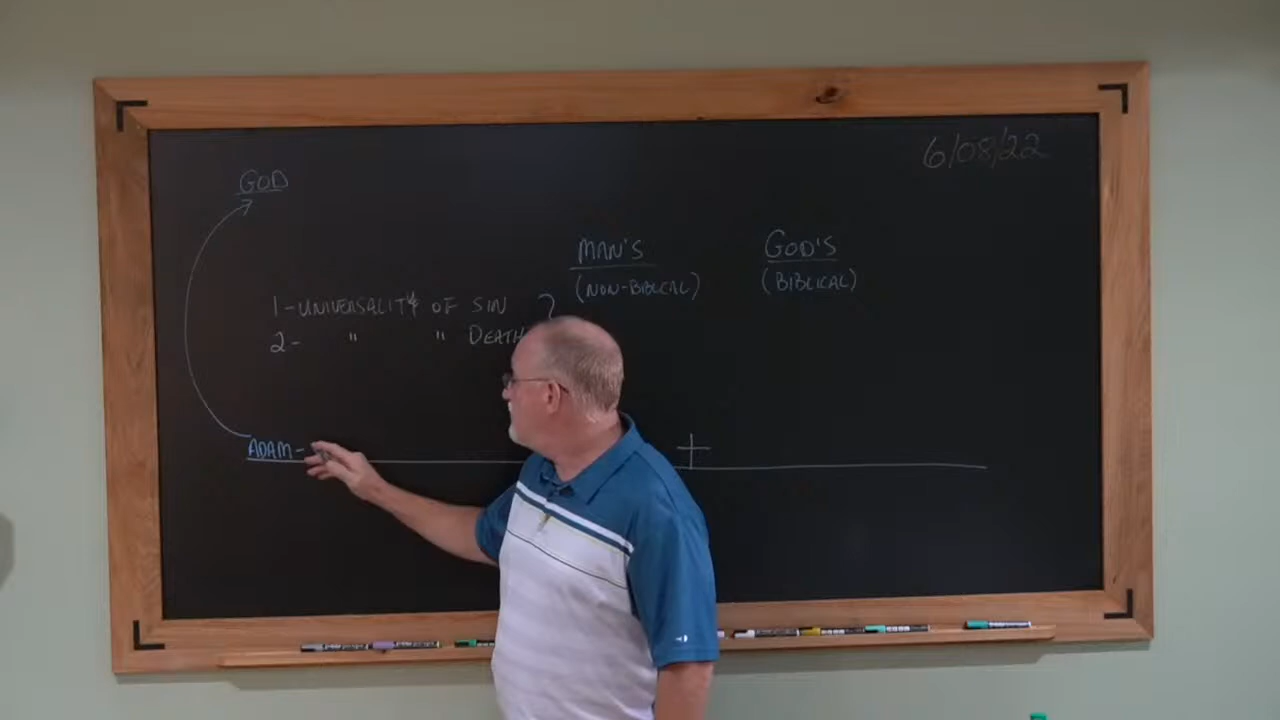 6/08/22
GOD
MAN'S
GOD'S
(NON-BIBLICAL)
(BIBLICAL)
1-UNIVERSALITY OF SIN ?
2- " " DEATH
ADAM-